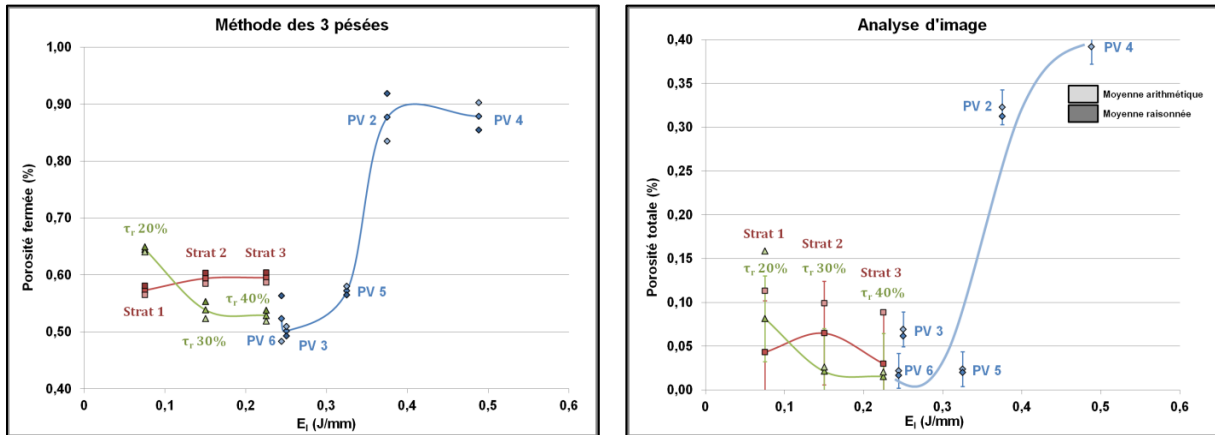 Méthode des 3 pésées
Porosité fermée (%)
1,00
0,90
0,80
0,70
0,60
0,50
0,40
0
0,1
0,2
0,3
0,4
0,5
0,6
El (J/mm)
τr 20%
Strat 1
Strat 2
Strat 3
τr 30%
τr 40%
PV 6
PV 3
PV 5
PV 2
PV 4
Analyse d'image
Porosité totale (%)
0,40
0,35
0,30
0,25
0,20
0,15
0,10
0,05
0,00
0
0,1
0,2
0,3
0,4
0,5
0,6
El (J/mm)
Strat 1
τr 20%
Strat 2
τr 30%
Strat 3
τr 40%
PV 3
PV 6
PV 5
PV 2
PV 4
Moyenne arithmétique
Moyenne raisonnée